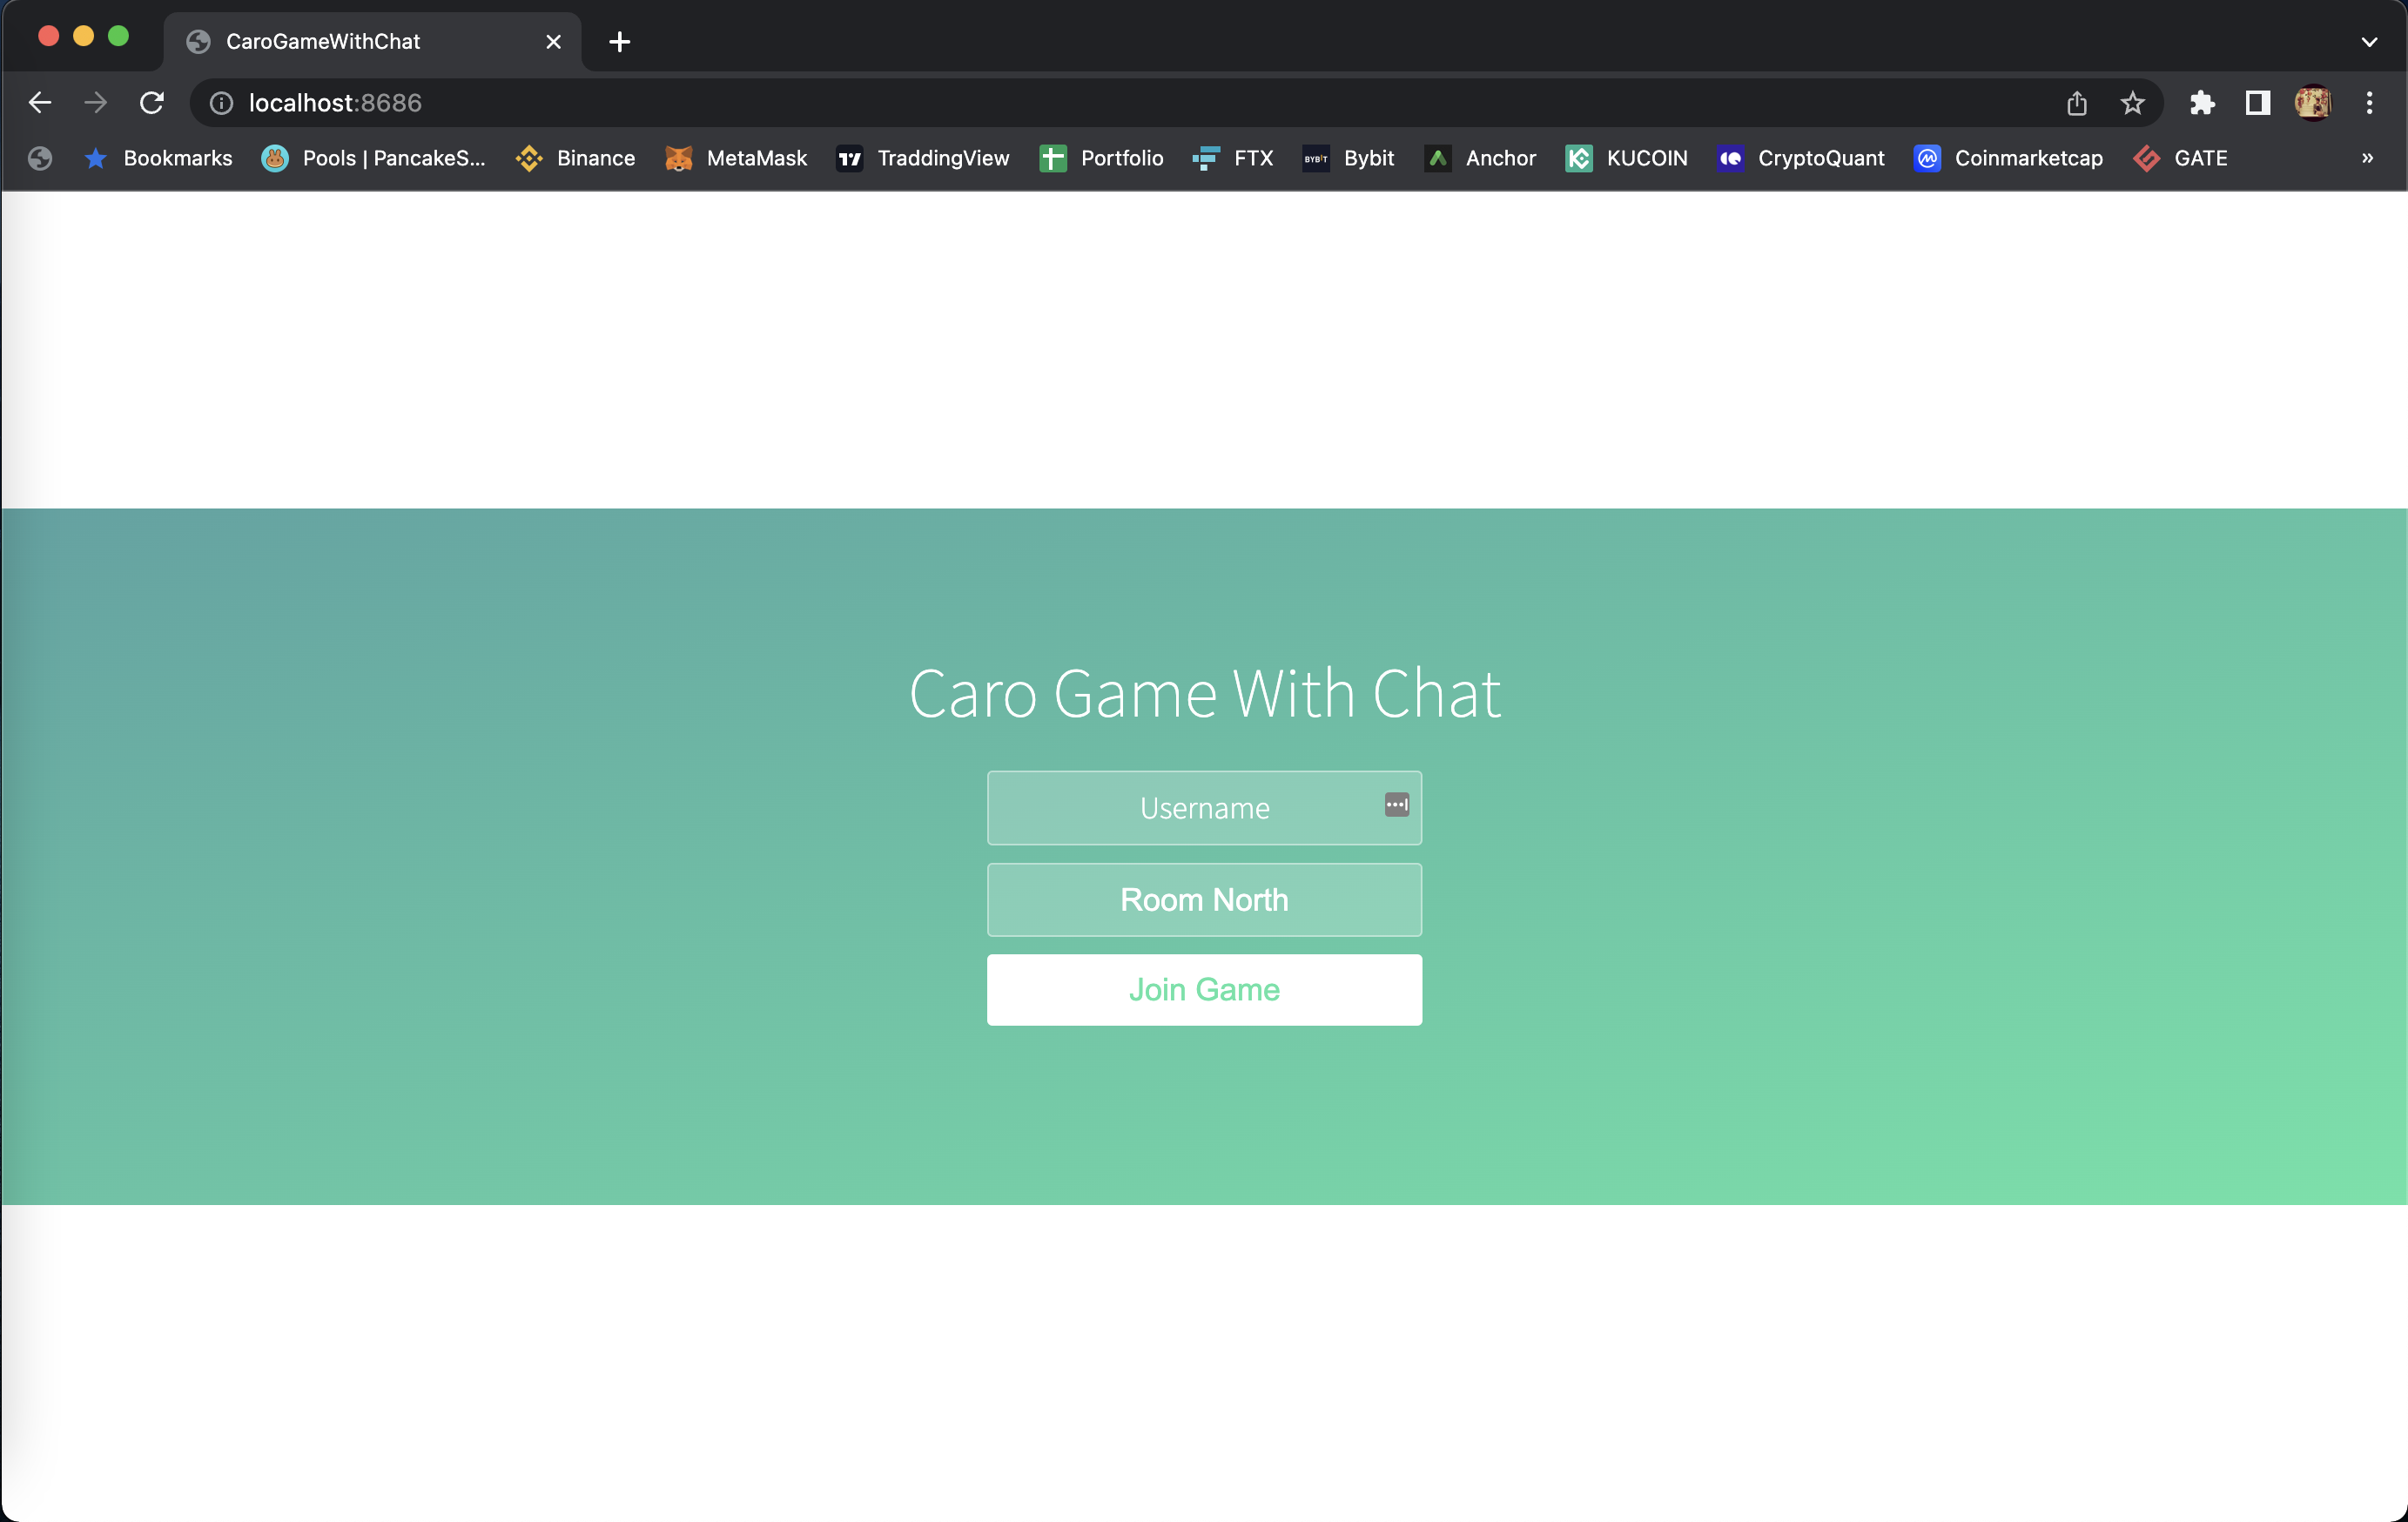 CaroGameWithChat
localhost:8686
Bookmarks Pools | PancakeS... Binance MetaMask TraddingView Portfolio FTX BYBIT Bybit Anchor KUCOIN CryptoQuant Coinmarketcap GATE »
Caro Game With Chat
Username
Room North
Join Game